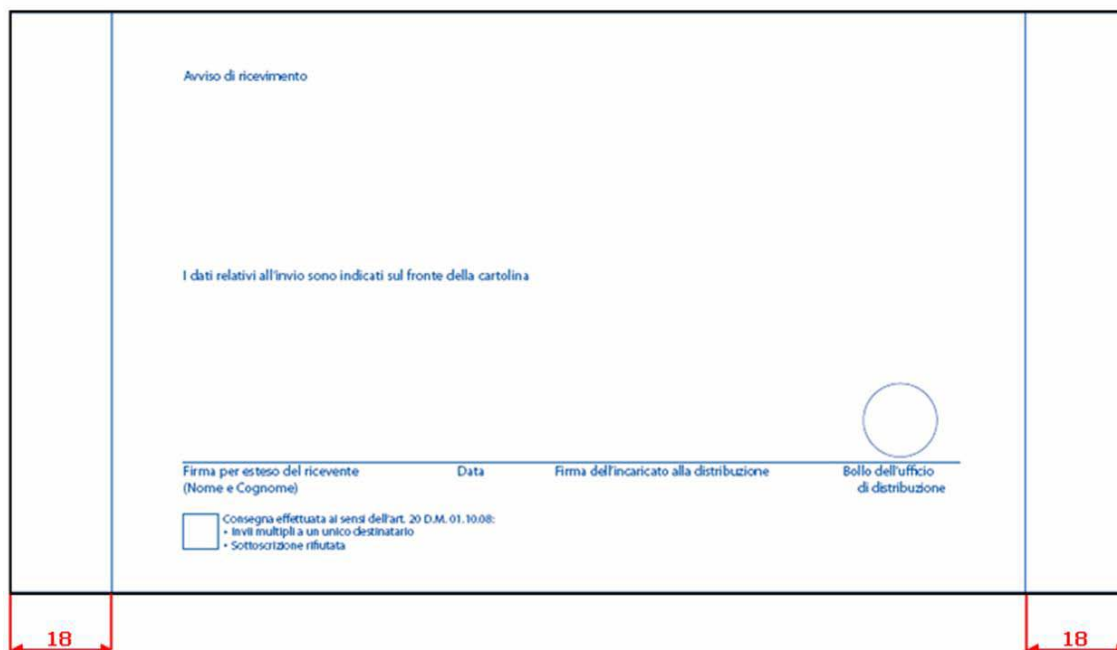 Avviso di ricevimento
I dati relativi all'invio sono indicati sul fronte della cartolina
Firma per esteso del ricevente
(Nome e Cognome)
Data
Firma dell'incaricato alla distribuzione
Bollo dell'ufficio
di distribuzione
Consegna effettuata ai sensi dell'art. 20 D.M. 01.10.08:
• Invii multipli a un unico destinatario
• Sottoscrizione rifiutata
18
18